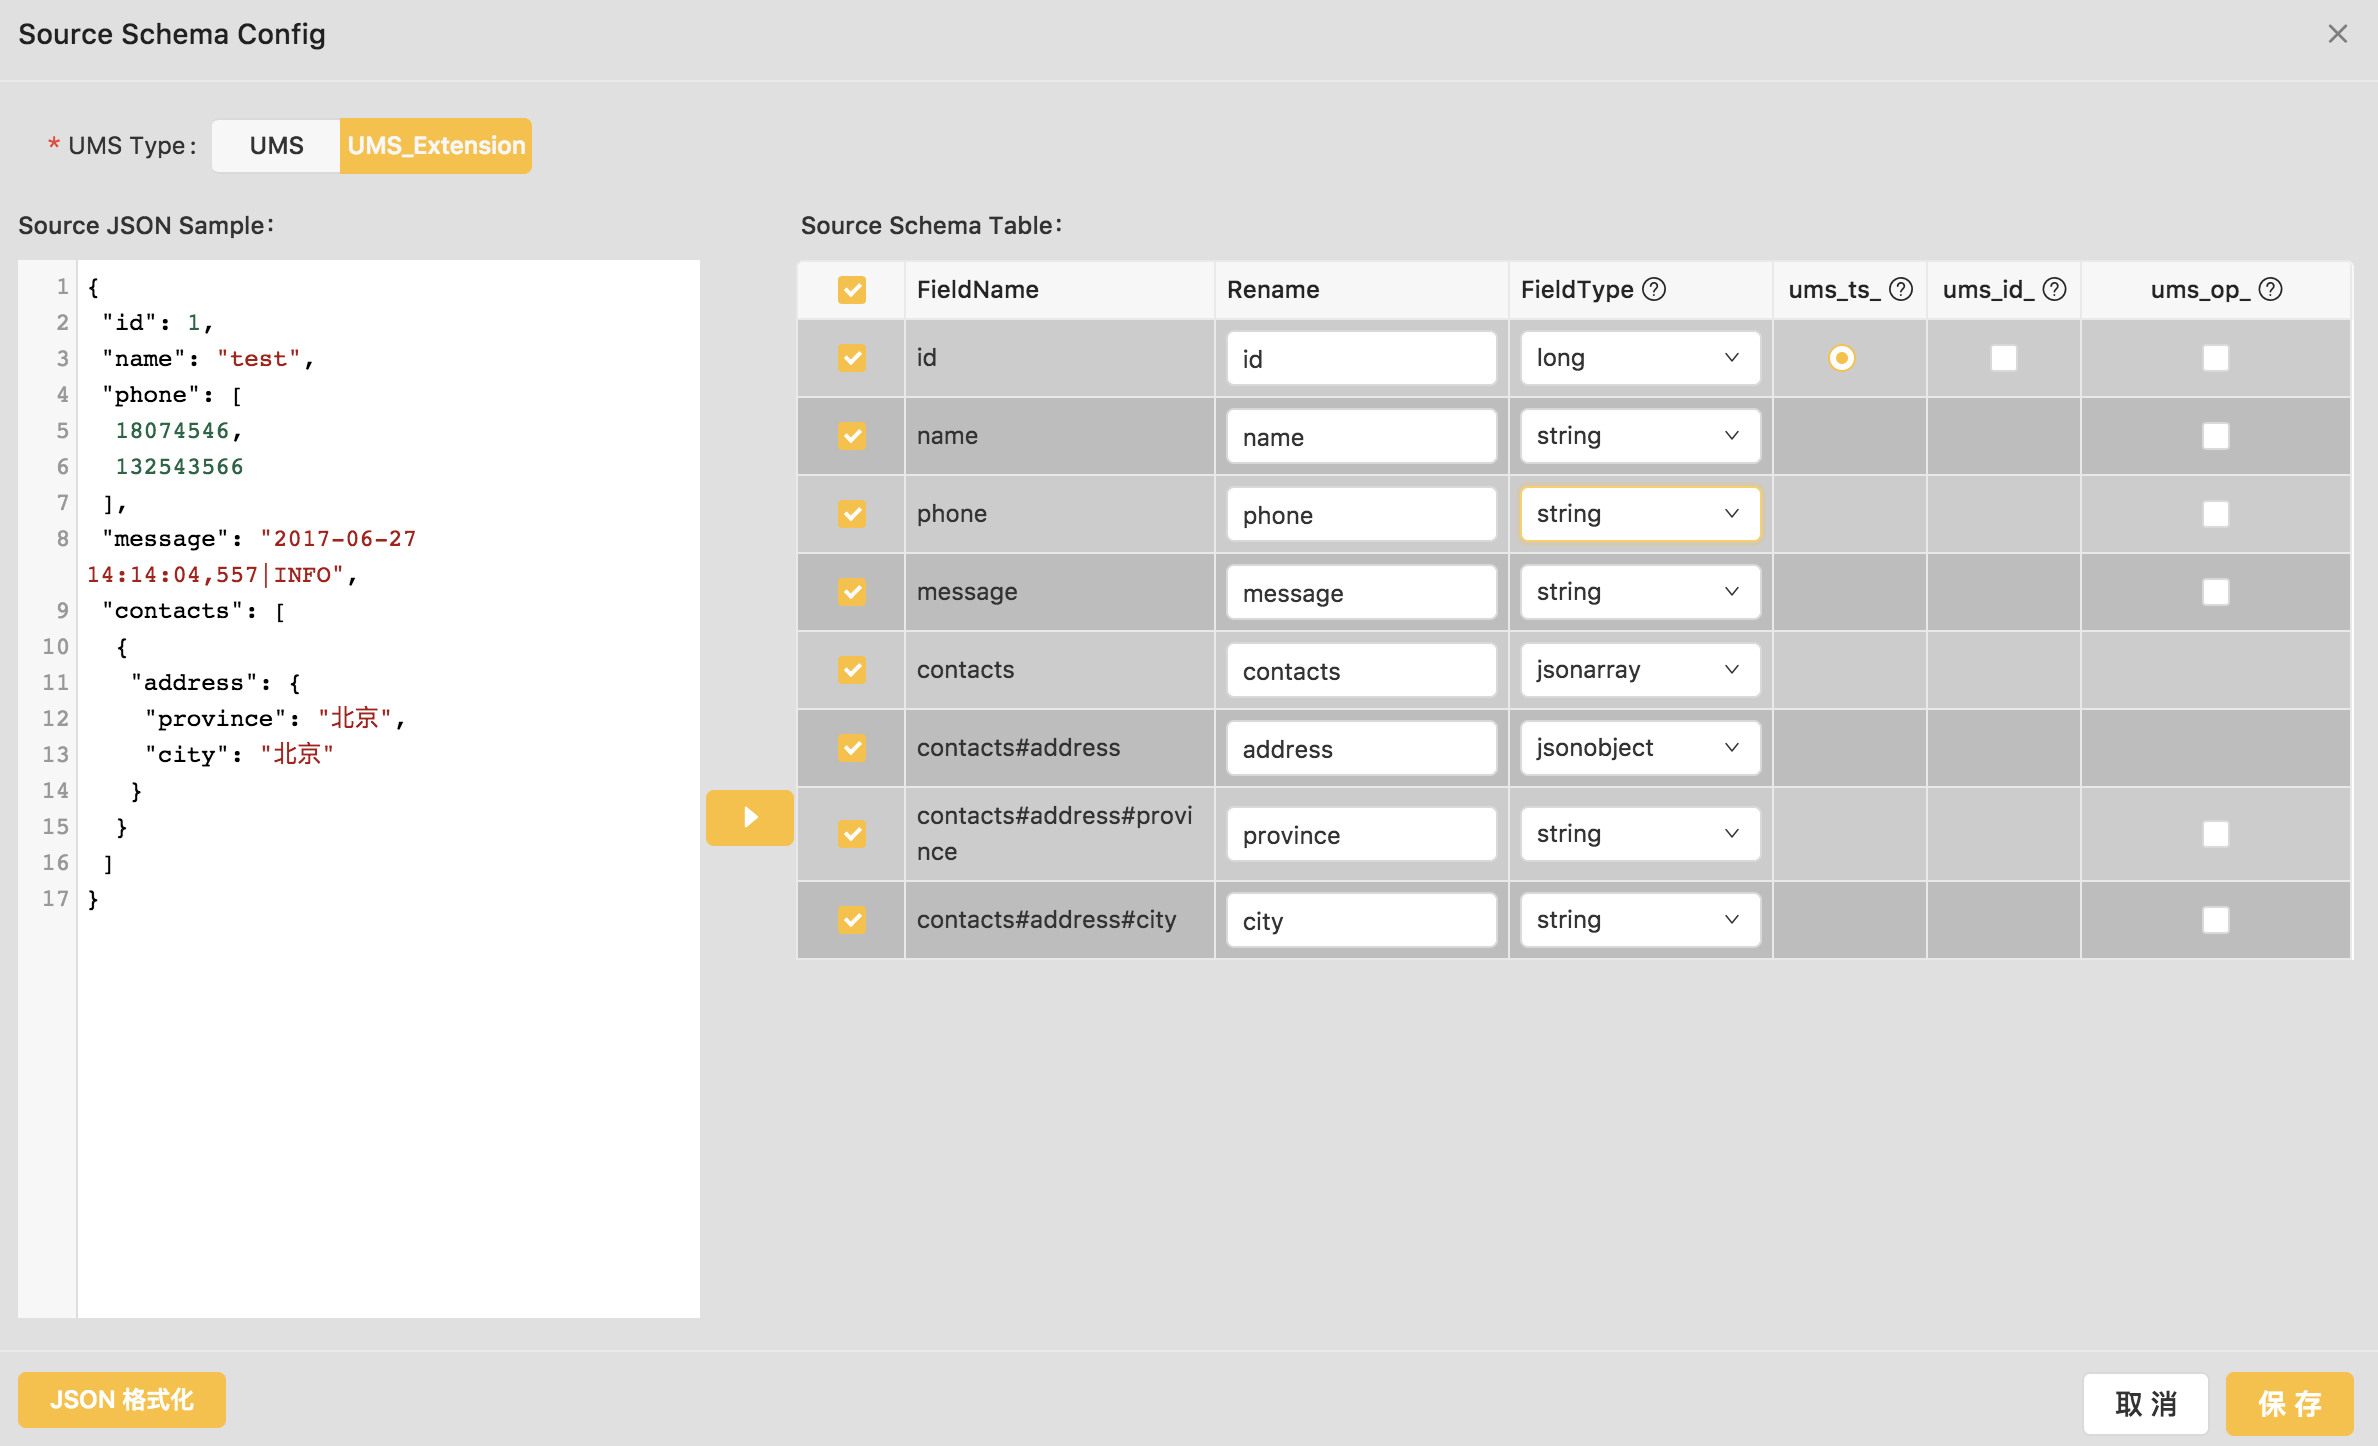 Source Schema Config
* UMS Type: UMS UMS_Extension
Source JSON Sample:
1 {
2 "id": 1,
3 "name": "test",
4 "phone": [
5 18074546,
6 132543566
7 ],
8 "message": "2017-06-27
14:14:04,557|INFO",
9 "contacts": [
10 {
11 "address": {
12 "province": "北京",
13 "city": "北京"
14 }
15 }
16 ]
17 }
Source Schema Table:
FieldName Rename FieldType ums_ts_ ums_id_ ums_op_
id id long
name name string
phone phone string
message message string
contacts contacts jsonarray
contacts#address address jsonobject
contacts#address#provi
nce province string
contacts#address#city city string
JSON 格式化
取 消 保 存